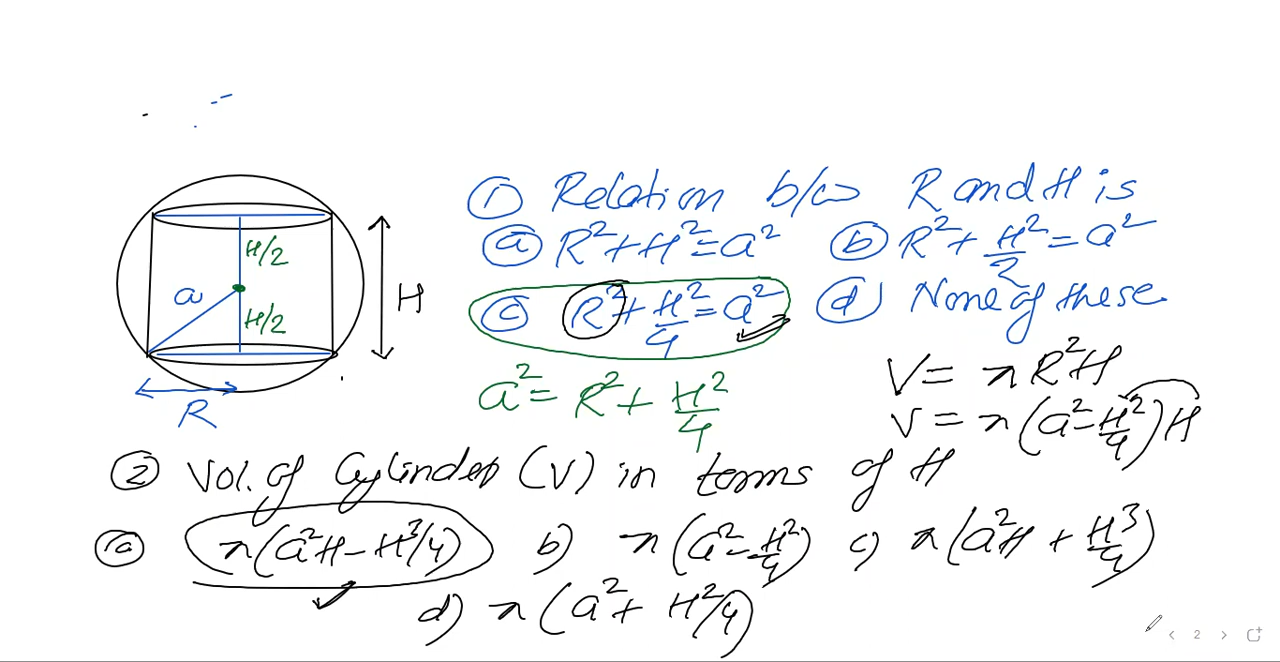 ① Relation b/w R and H is
ⓐ R²+H²=a² ⓑ R²+H²/2=a²
H/2
a
H
H/2
ⓒ R²+H²/4=a² ⓓ None of these
R
a²=R²+H²/4
V= πR²H
V=π(a²-H²/4)H
② Vol. of Cylinder (V) in terms of H
ⓐ π(a²H-H³/4) b) π(a²-H²/4) c) π(a²H+H³/4)
d) π(a²+H²/4)
2